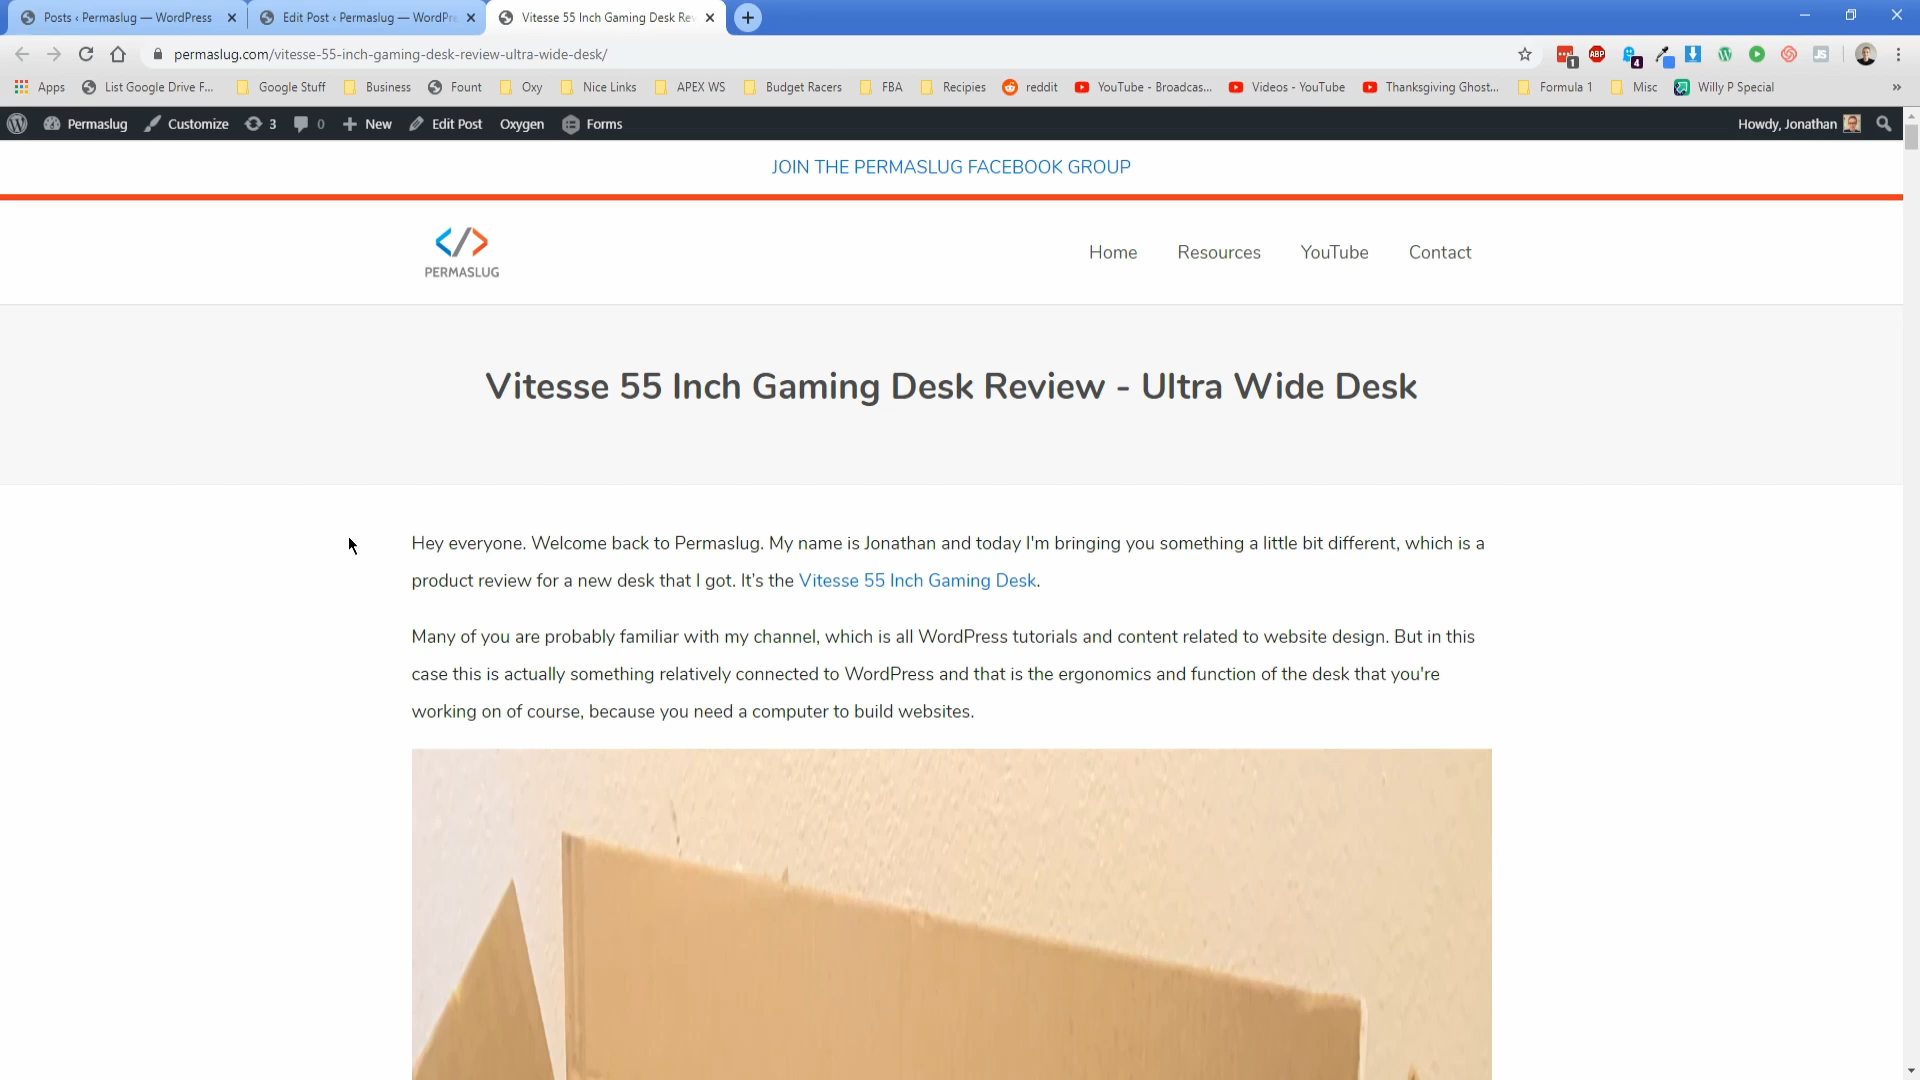 Posts ‹ Permaslug — WordPress
Edit Post ‹ Permaslug — WordPr
Vitesse 55 Inch Gaming Desk Re
permaslug.com/vitesse-55-inch-gaming-desk-review-ultra-wide-desk/
1
ABP
4
JS
Apps
List Google Drive F...
Google Stuff
Business
Fount
Oxy
Nice Links
APEX WS
Budget Racers
FBA
Recipies
reddit
YouTube - Broadcas...
Videos - YouTube
Thanksgiving Ghost...
Formula 1
Misc
Willy P Special
»
Permaslug
Customize
3
0
New
Edit Post
Oxygen
Forms
Howdy, Jonathan
JOIN THE PERMASLUG FACEBOOK GROUP
</>
PERMASLUG
Home
Resources
YouTube
Contact
Vitesse 55 Inch Gaming Desk Review - Ultra Wide Desk
Hey everyone. Welcome back to Permaslug. My name is Jonathan and today I'm bringing you something a little bit different, which is a
product review for a new desk that I got. It’s the Vitesse 55 Inch Gaming Desk.
Many of you are probably familiar with my channel, which is all WordPress tutorials and content related to website design. But in this
case this is actually something relatively connected to WordPress and that is the ergonomics and function of the desk that you're
working on of course, because you need a computer to build websites.